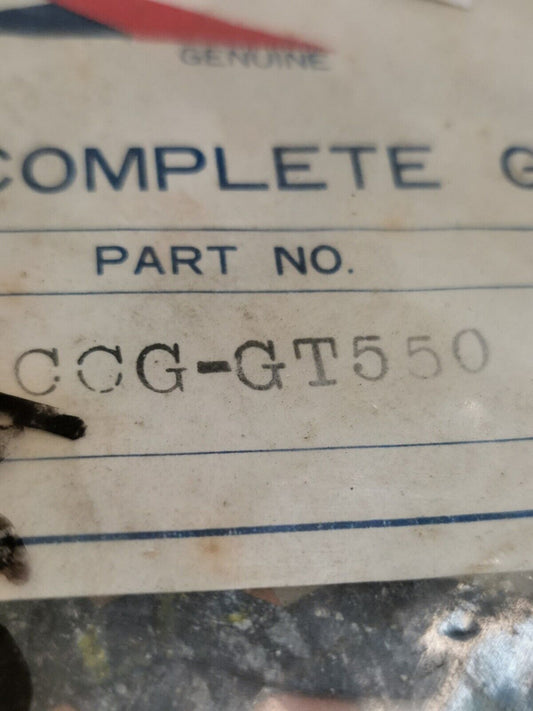 GENUINE
COMPLETE G
PART NO.
CCG-GT550